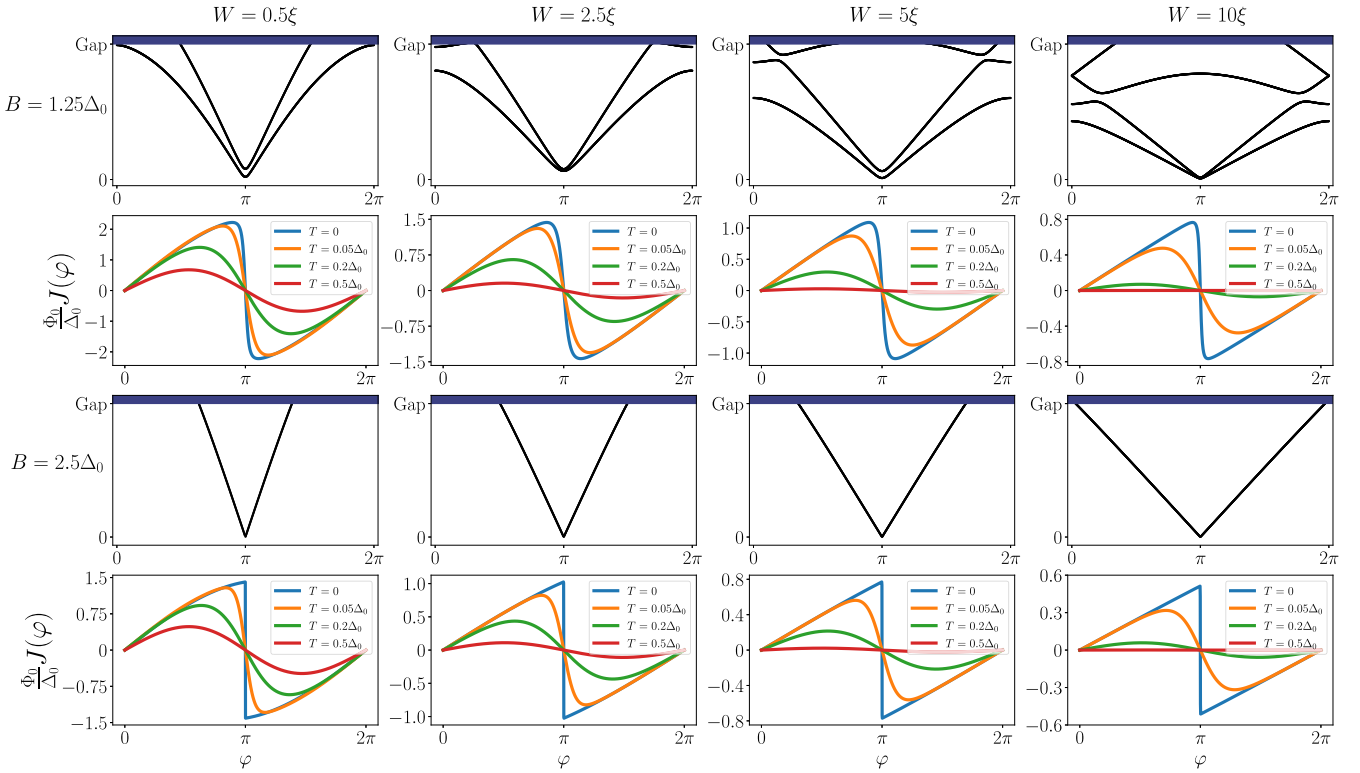 W = 0.5ξ W = 2.5ξ W = 5ξ W = 10ξ
B = 1.25Δ₀
Gap Gap Gap Gap
0 0 0 0
0 π 2π 0 π 2π 0 π 2π 0 π 2π
Φ₀/Δ₀ J(φ)
2 1 0 −1 −2
T = 0
T = 0.05Δ₀
T = 0.2Δ₀
T = 0.5Δ₀
0 π 2π
1.5 0.75 0 −0.75 −1.5
T = 0
T = 0.05Δ₀
T = 0.2Δ₀
T = 0.5Δ₀
0 π 2π
1.0 0.5 0 −0.5 −1.0
T = 0
T = 0.05Δ₀
T = 0.2Δ₀
T = 0.5Δ₀
0 π 2π
0.8 0.4 0 −0.4 −0.8
T = 0
T = 0.05Δ₀
T = 0.2Δ₀
T = 0.5Δ₀
0 π 2π
B = 2.5Δ₀
Gap Gap Gap Gap
0 0 0 0
0 π 2π 0 π 2π 0 π 2π 0 π 2π
Φ₀/Δ₀ J(φ)
1.5 0.75 0 −0.75 −1.5
T = 0
T = 0.05Δ₀
T = 0.2Δ₀
T = 0.5Δ₀
0 π 2π
φ
1.0 0.5 0 −0.5 −1.0
T = 0
T = 0.05Δ₀
T = 0.2Δ₀
T = 0.5Δ₀
0 π 2π
φ
0.8 0.4 0 −0.4 −0.8
T = 0
T = 0.05Δ₀
T = 0.2Δ₀
T = 0.5Δ₀
0 π 2π
φ
0.6 0.3 0 −0.3 −0.6
T = 0
T = 0.05Δ₀
T = 0.2Δ₀
T = 0.5Δ₀
0 π 2π
φ